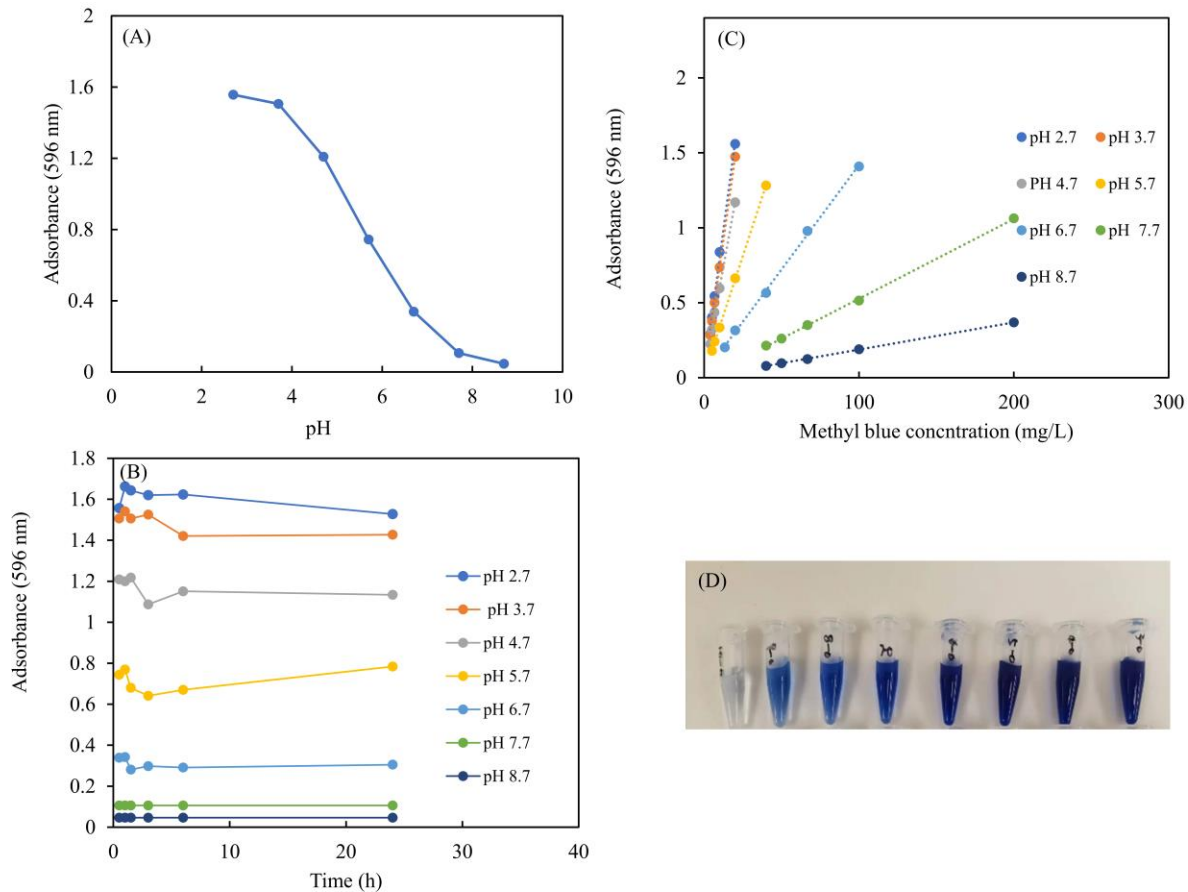 (A)
Adsorbance (596 nm)
2
1.6
1.2
0.8
0.4
0
0 2 4 6 8 10
pH
(C)
Adsorbance (596 nm)
2
1.5
1
0.5
0
0 100 200 300
Methyl blue concntration (mg/L)
pH 2.7 pH 3.7
PH 4.7 pH 5.7
pH 6.7 pH 7.7
pH 8.7
(B)
Adsorbance (596 nm)
1.8
1.6
1.4
1.2
1
0.8
0.6
0.4
0.2
0
0 10 20 30 40
Time (h)
pH 2.7
pH 3.7
pH 4.7
pH 5.7
pH 6.7
pH 7.7
pH 8.7
(D)